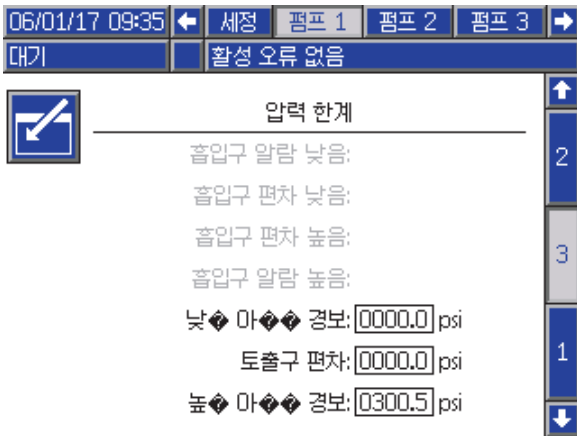 06/01/17 09:35 세정 펌프 1 펌프 2 펌프 3
대기 활성 오류 없음
압력 한계
흡입구 알람 낮음:
흡입구 편차 낮음:
흡입구 편차 높음:
흡입구 알람 높음:
낮� 아�� 경보: 0000.0 psi
토출구 편차: 0000.0 psi
높� 아�� 경보: 0300.5 psi
2
3
1